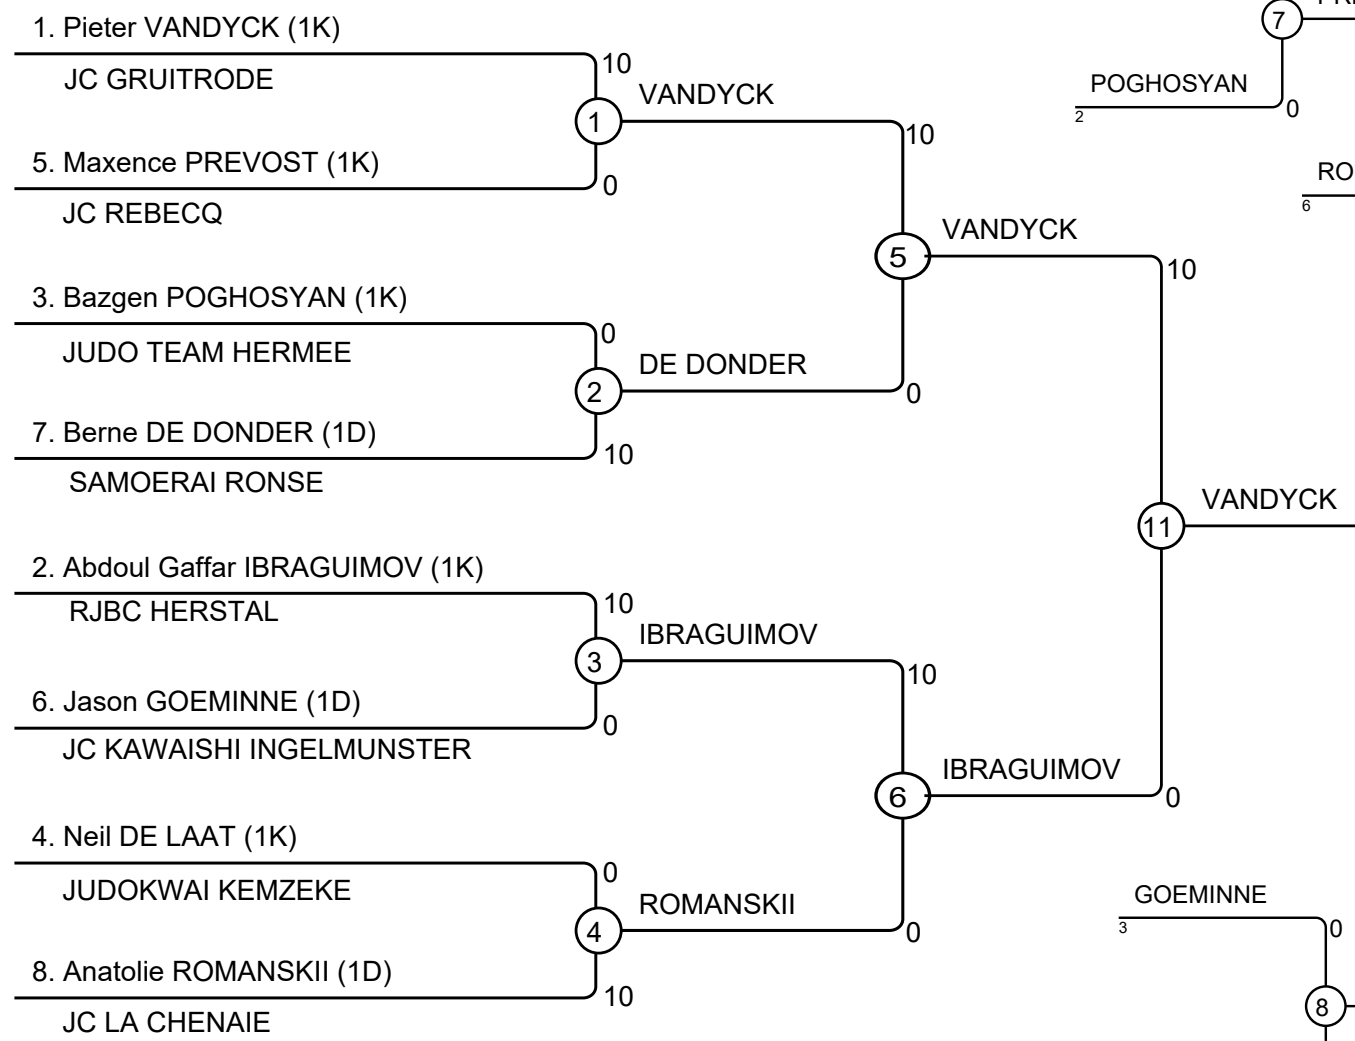 1. Pieter VANDYCK (1K)
10
JC GRUITRODE
1
VANDYCK
5. Maxence PREVOST (1K)
0
JC REBECQ
10
5
VANDYCK
3. Bazgen POGHOSYAN (1K)
0
JUDO TEAM HERMEE
2
DE DONDER
0
7. Berne DE DONDER (1D)
10
SAMOERAI RONSE
10
11
VANDYCK
2. Abdoul Gaffar IBRAGUIMOV (1K)
10
RJBC HERSTAL
3
IBRAGUIMOV
6. Jason GOEMINNE (1D)
0
JC KAWAISHI INGELMUNSTER
10
6
IBRAGUIMOV
0
4. Neil DE LAAT (1K)
0
JUDOKWAI KEMZEKE
4
ROMANSKII
0
8. Anatolie ROMANSKII (1D)
10
JC LA CHENAIE
7
POGHOSYAN
2
0
RO
6
GOEMINNE
3
0
8